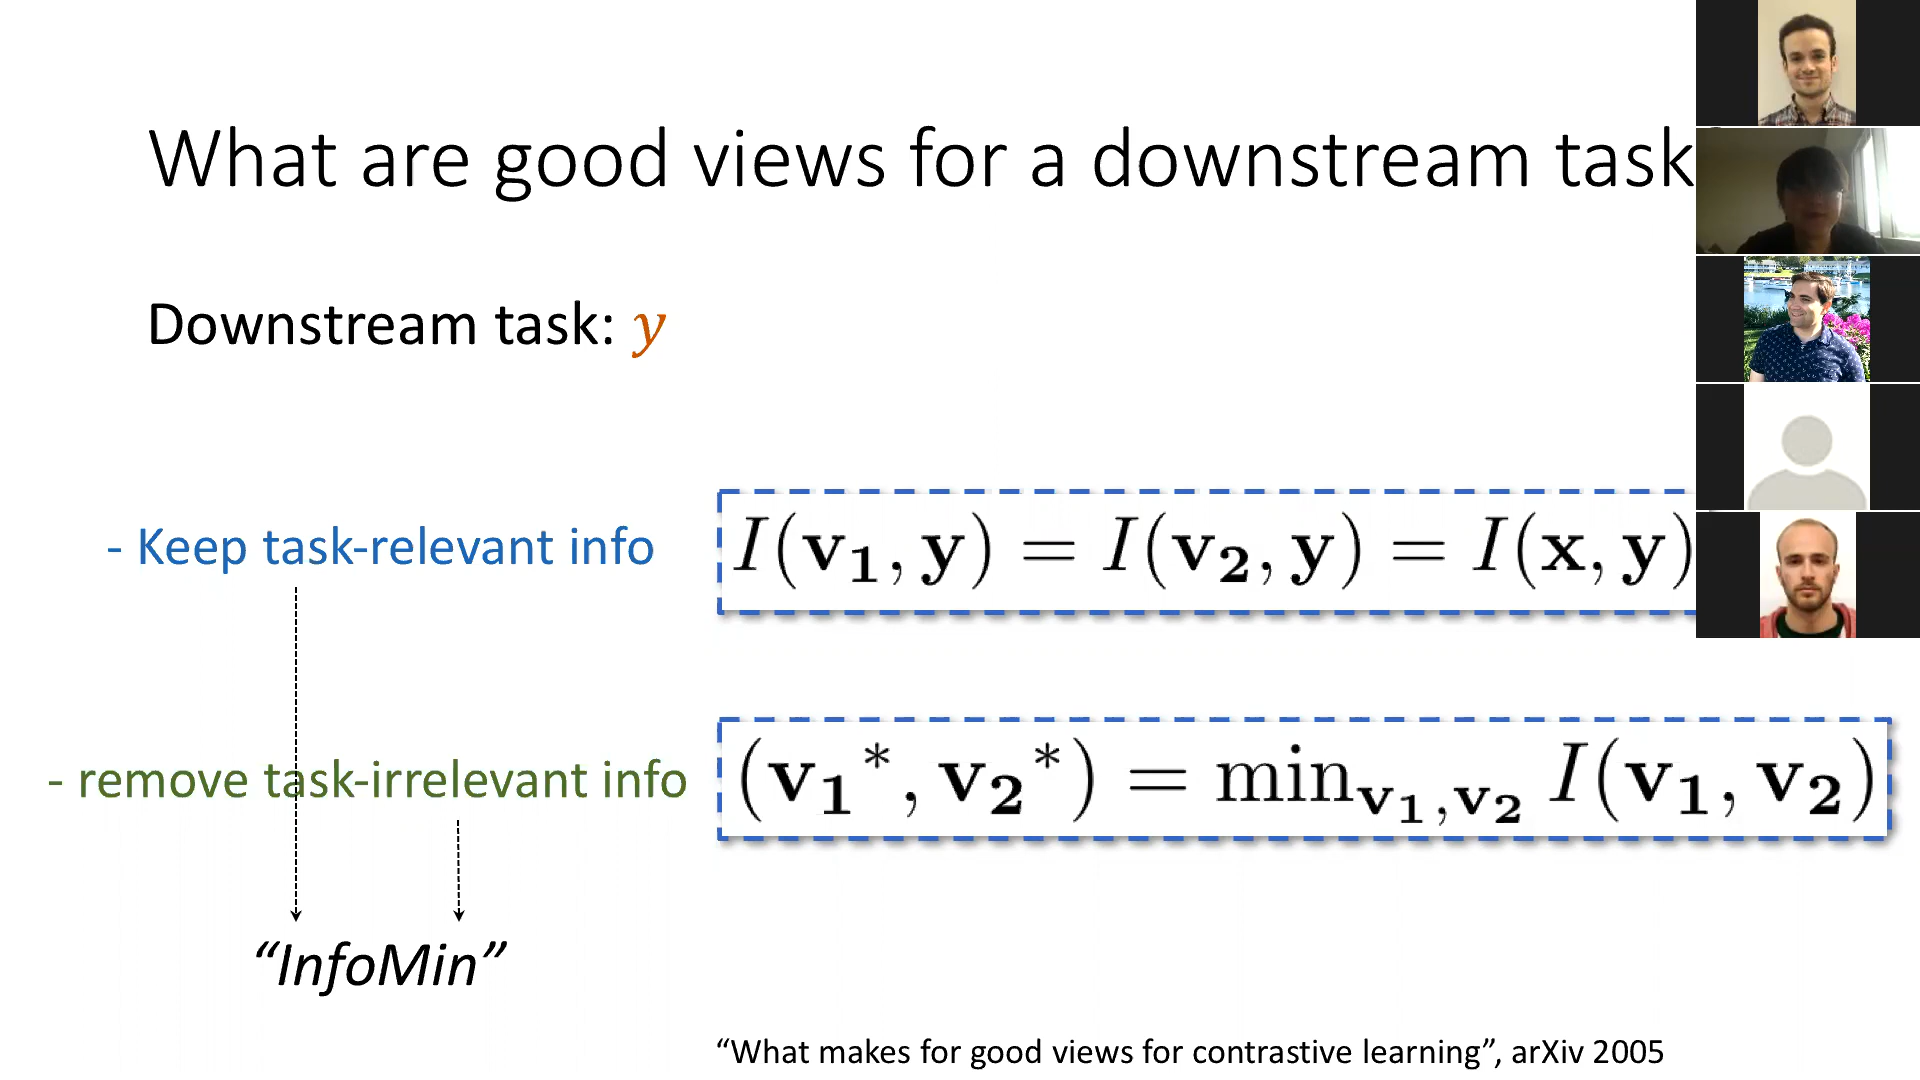 What are good views for a downstream task
Downstream task: y
- Keep task-relevant info
I(v₁, y) = I(v₂, y) = I(x, y)
- remove task-irrelevant info
(v₁*, v₂*) = min_{v₁,v₂} I(v₁, v₂)
“InfoMin”
“What makes for good views for contrastive learning”, arXiv 2005